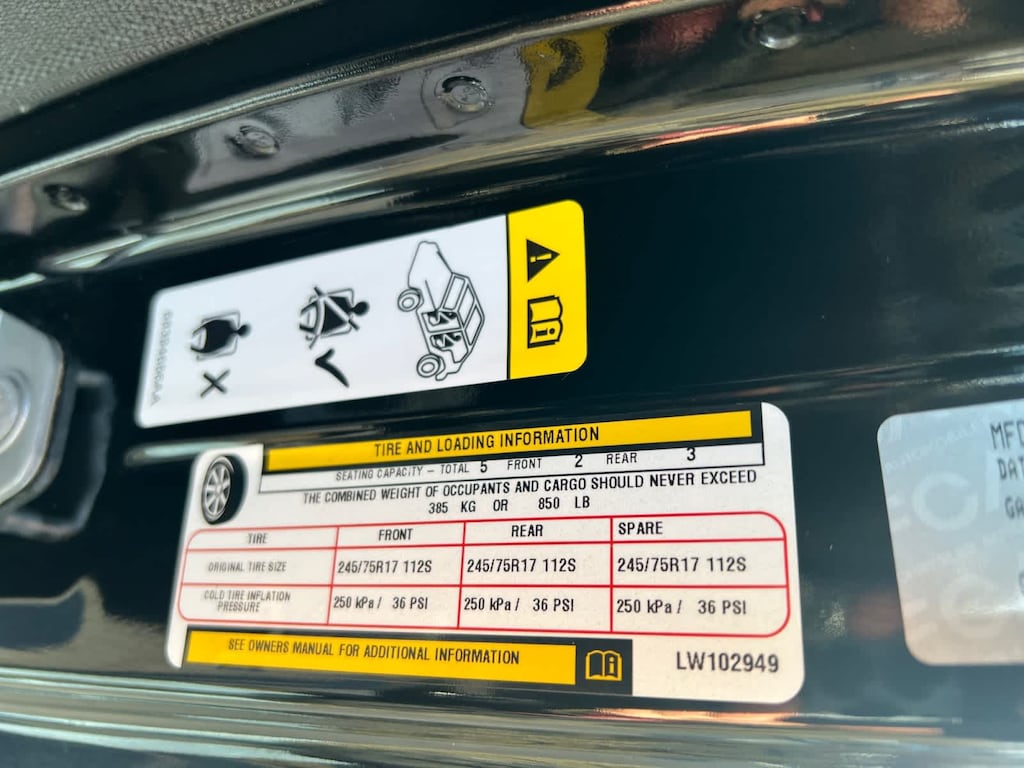 TIRE AND LOADING INFORMATION
SEATING CAPACITY - TOTAL 5 FRONT 2 REAR 3
THE COMBINED WEIGHT OF OCCUPANTS AND CARGO SHOULD NEVER EXCEED
385 KG OR 850 LB
TIRE FRONT REAR SPARE
ORIGINAL TIRE SIZE 245/75R17 112S 245/75R17 112S 245/75R17 112S
COLD TIRE INFLATION
PRESSURE 250 kPa / 36 PSI 250 kPa / 36 PSI 250 kPa / 36 PSI
SEE OWNERS MANUAL FOR ADDITIONAL INFORMATION
LW102949